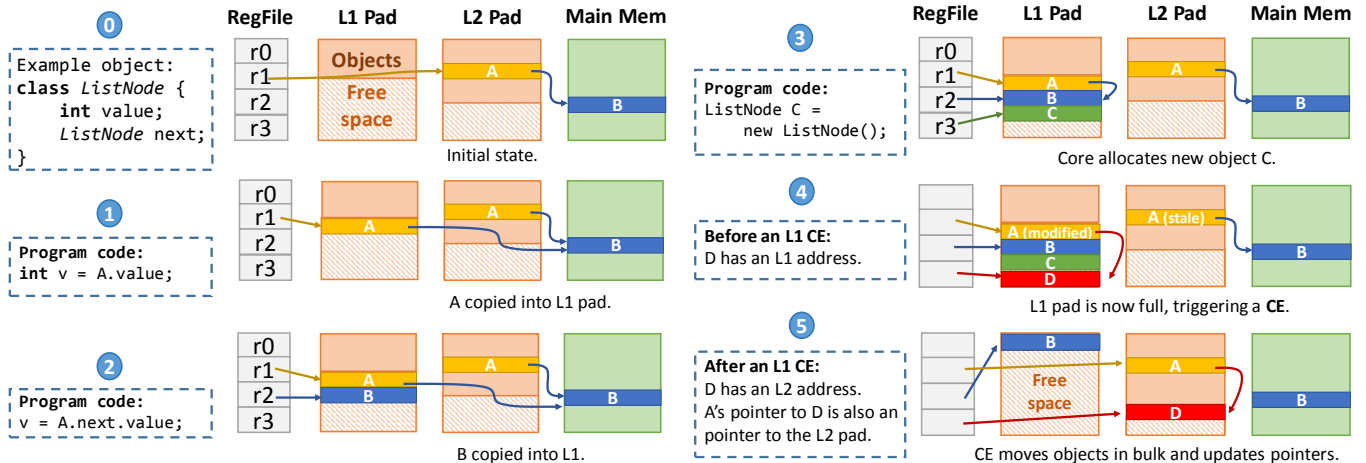 0
Example object:
class ListNode {
int value;
ListNode next;
}
RegFile L1 Pad L2 Pad Main Mem
r0
r1
r2
r3
Objects
Free
space
A
B
Initial state.
1
Program code:
int v = A.value;
r0
r1
r2
r3
A
A
B
A copied into L1 pad.
2
Program code:
v = A.next.value;
r0
r1
r2
r3
A
B
A
B
B copied into L1.
3
Program code:
ListNode C =
new ListNode();
RegFile L1 Pad L2 Pad Main Mem
r0
r1
r2
r3
A
B
C
A
B
Core allocates new object C.
4
Before an L1 CE:
D has an L1 address.
A (modified)
B
C
D
A (stale)
B
L1 pad is now full, triggering a CE.
5
After an L1 CE:
D has an L2 address.
A's pointer to D is also an
pointer to the L2 pad.
B
Free
space
A
D
B
CE moves objects in bulk and updates pointers.